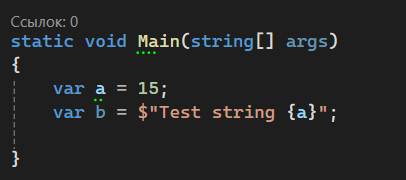 Ссылок: 0
static void Main(string[] args)
{
    var a = 15;
    var b = $"Test string {a}";
}